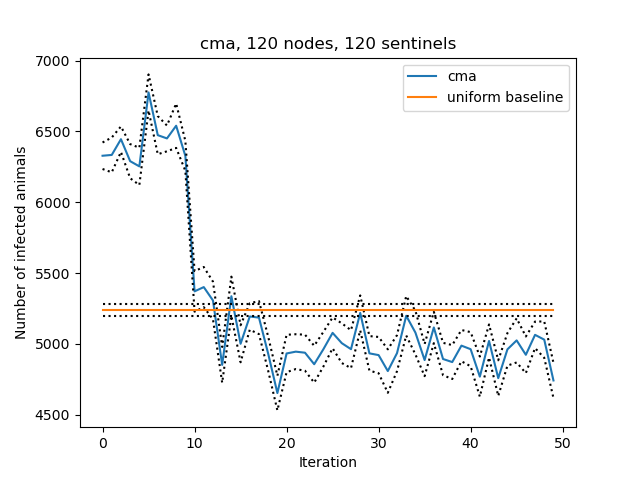 cma, 120 nodes, 120 sentinels
cma
uniform baseline
Number of infected animals
7000
6500
6000
5500
5000
4500
0 10 20 30 40 50
Iteration